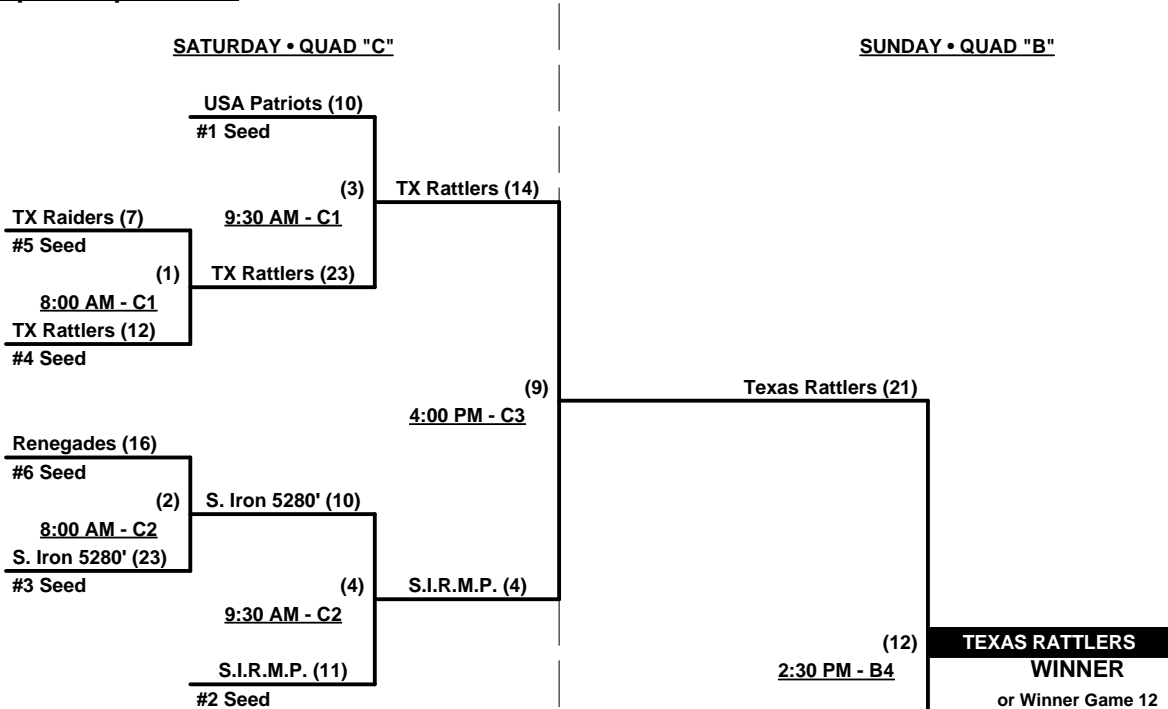 SATURDAY • QUAD "C"
SUNDAY • QUAD "B"
USA Patriots (10)
#1 Seed
(3)
TX Rattlers (14)
TX Raiders (7)
9:30 AM - C1
#5 Seed
(1)
TX Rattlers (23)
8:00 AM - C1
TX Rattlers (12)
#4 Seed
(9)
Texas Rattlers (21)
4:00 PM - C3
Renegades (16)
#6 Seed
(2)
S. Iron 5280' (10)
8:00 AM - C2
S. Iron 5280' (23)
#3 Seed
(4)
S.I.R.M.P. (4)
9:30 AM - C2
(12)
TEXAS RATTLERS
S.I.R.M.P. (11)
2:30 PM - B4
WINNER
#2 Seed
or Winner Game 12